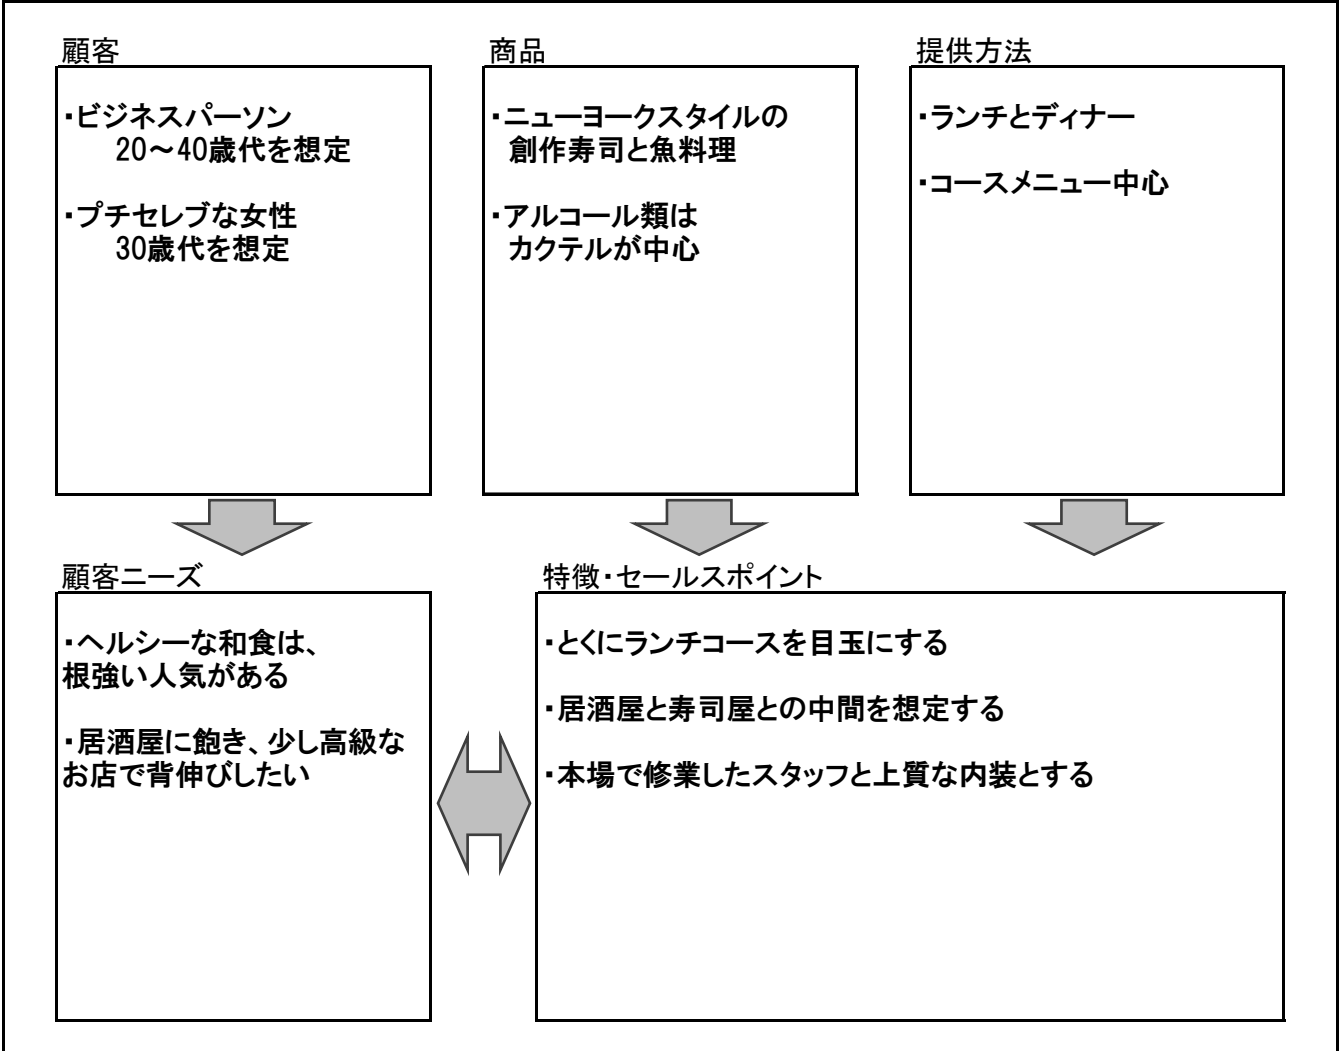 顧客
・ビジネスパーソン
20～40歳代を想定
・プチセレブな女性
30歳代を想定
商品
・ニューヨークスタイルの
創作寿司と魚料理
・アルコール類は
カクテルが中心
提供方法
・ランチとディナー
・コースメニュー中心
顧客ニーズ
・ヘルシーな和食は、
根強い人気がある
・居酒屋に飽き、少し高級な
お店で背伸びしたい
特徴・セールスポイント
・とくにランチコースを目玉にする
・居酒屋と寿司屋との中間を想定する
・本場で修業したスタッフと上質な内装とする